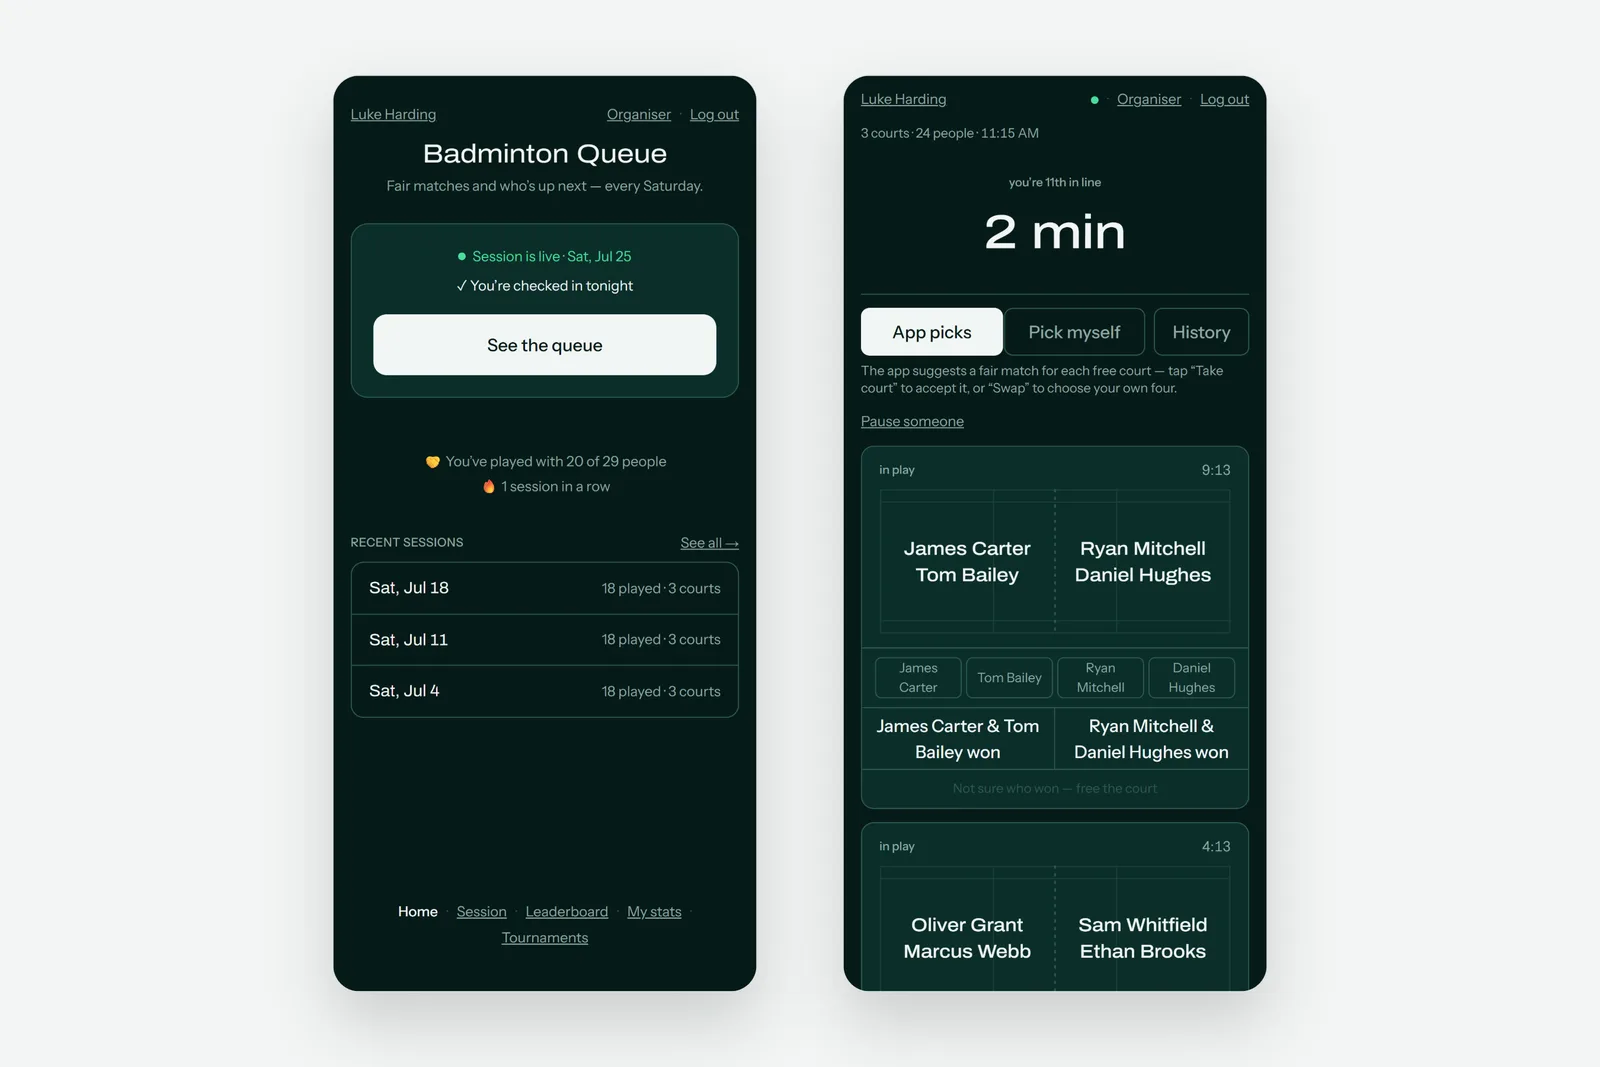 Luke Harding
Organiser · Log out
Badminton Queue
Fair matches and who's up next — every Saturday.
Session is live · Sat, Jul 25
✓ You're checked in tonight
See the queue
You've played with 20 of 29 people
1 session in a row
RECENT SESSIONS
See all →
Sat, Jul 18
18 played · 3 courts
Sat, Jul 11
18 played · 3 courts
Sat, Jul 4
18 played · 3 courts
Home · Session · Leaderboard · My stats ·
Tournaments
Luke Harding
· Organiser · Log out
3 courts · 24 people · 11:15 AM
you're 11th in line
2 min
App picks
Pick myself
History
The app suggests a fair match for each free court — tap “Take
court” to accept it, or “Swap” to choose your own four.
Pause someone
in play
9:13
James Carter
Tom Bailey
Ryan Mitchell
Daniel Hughes
James
Carter
Tom Bailey
Ryan
Mitchell
Daniel
Hughes
James Carter & Tom
Bailey won
Ryan Mitchell &
Daniel Hughes won
Not sure who won — free the court
in play
4:13
Oliver Grant
Marcus Webb
Sam Whitfield
Ethan Brooks